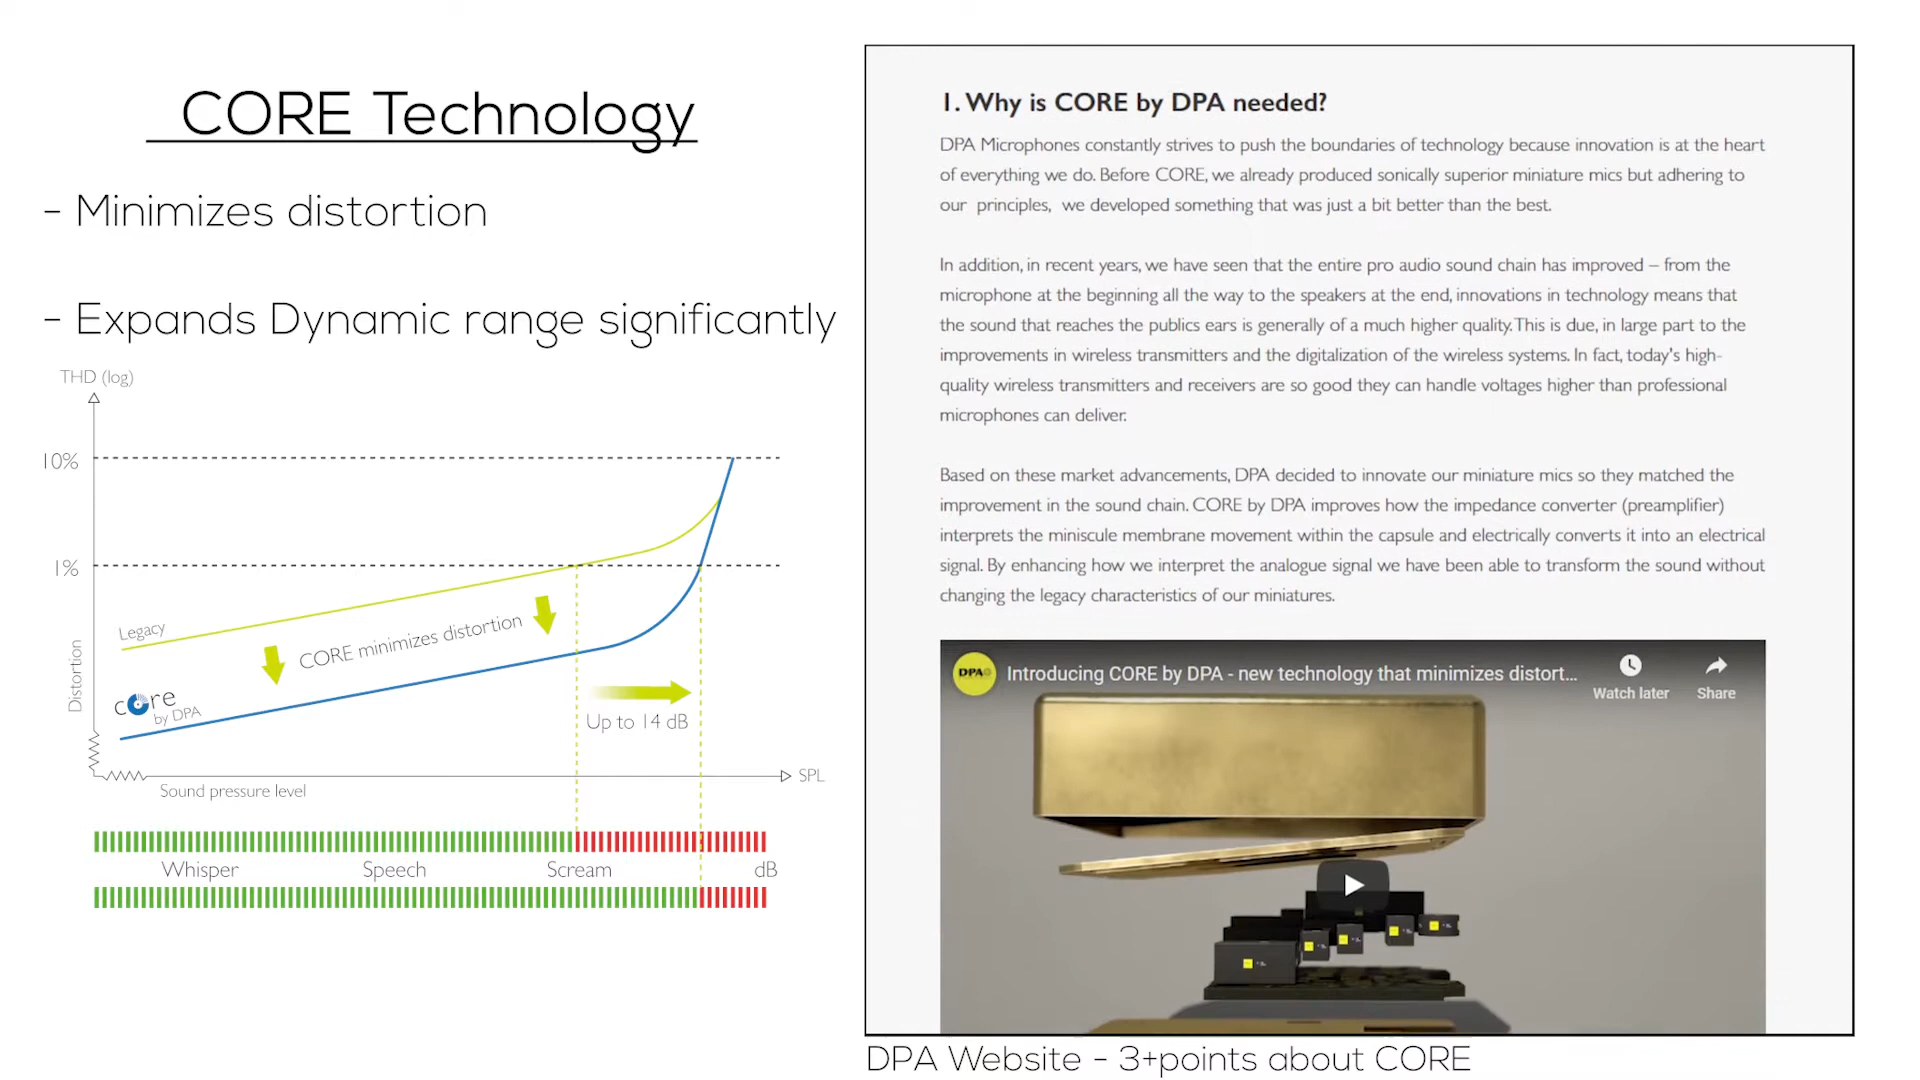 CORE Technology
- Minimizes distortion
- Expands Dynamic range significantly
THD (log)
10%
1%
Distortion
Legacy
CORE minimizes distortion
core
by DPA
Up to 14 dB
SPL
Sound pressure level
Whisper Speech Scream dB
1. Why is CORE by DPA needed?
DPA Microphones constantly strives to push the boundaries of technology because innovation is at the heart
of everything we do. Before CORE, we already produced sonically superior miniature mics but adhering to
our principles, we developed something that was just a bit better than the best.
In addition, in recent years, we have seen that the entire pro audio sound chain has improved – from the
microphone at the beginning all the way to the speakers at the end, innovations in technology means that
the sound that reaches the publics ears is generally of a much higher quality. This is due, in large part to the
improvements in wireless transmitters and the digitalization of the wireless systems. In fact, today's high-
quality wireless transmitters and receivers are so good they can handle voltages higher than professional
microphones can deliver.
Based on these market advancements, DPA decided to innovate our miniature mics so they matched the
improvement in the sound chain. CORE by DPA improves how the impedance converter (preamplifier)
interprets the miniscule membrane movement within the capsule and electrically converts it into an electrical
signal. By enhancing how we interpret the analogue signal we have been able to transform the sound without
changing the legacy characteristics of our miniatures.
DPA
Introducing CORE by DPA - new technology that minimizes distort...
Watch later
Share
DPA Website - 3+points about CORE